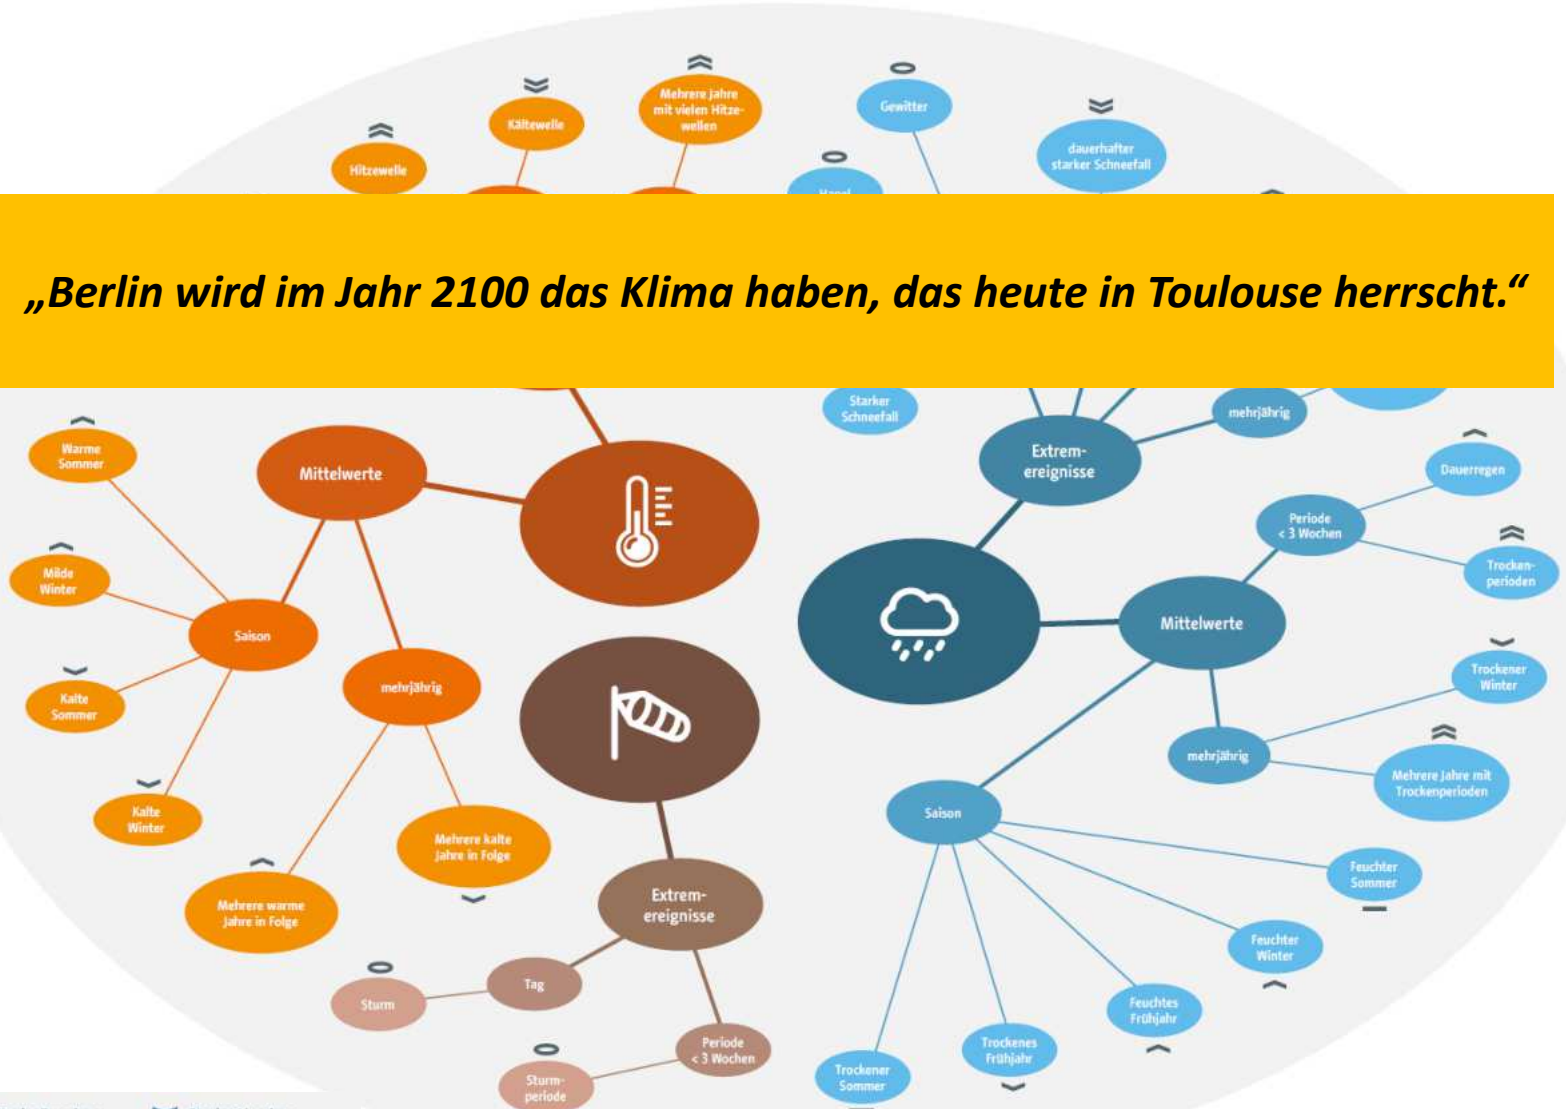 Mehrere Jahre
mit vielen Hitze-
wellen
Kältewelle
Gewitter
Hitzewelle
dauerhafter
starker Schneefall
„Berlin wird im Jahr 2100 das Klima haben, das heute in Toulouse herrscht.“
Starker
Schneefall
mehrjährig
Warme
Sommer
Mittelwerte
Extrem-
ereignisse
Dauerregen
Periode
< 3 Wochen
Milde
Winter
Trocken-
perioden
Saison
Mittelwerte
Kalte
Sommer
mehrjährig
Trockener
Winter
mehrjährig
Mehrere Jahre mit
Trockenperioden
Kalte
Winter
Saison
Mehrere kalte
Jahre in Folge
Mehrere warme
Jahre in Folge
Extrem-
ereignisse
Feuchter
Sommer
Feuchter
Winter
Tag
Sturm
Feuchtes
Frühjahr
Periode
< 3 Wochen
Trockenes
Frühjahr
Sturm-
periode
Trockener
Sommer